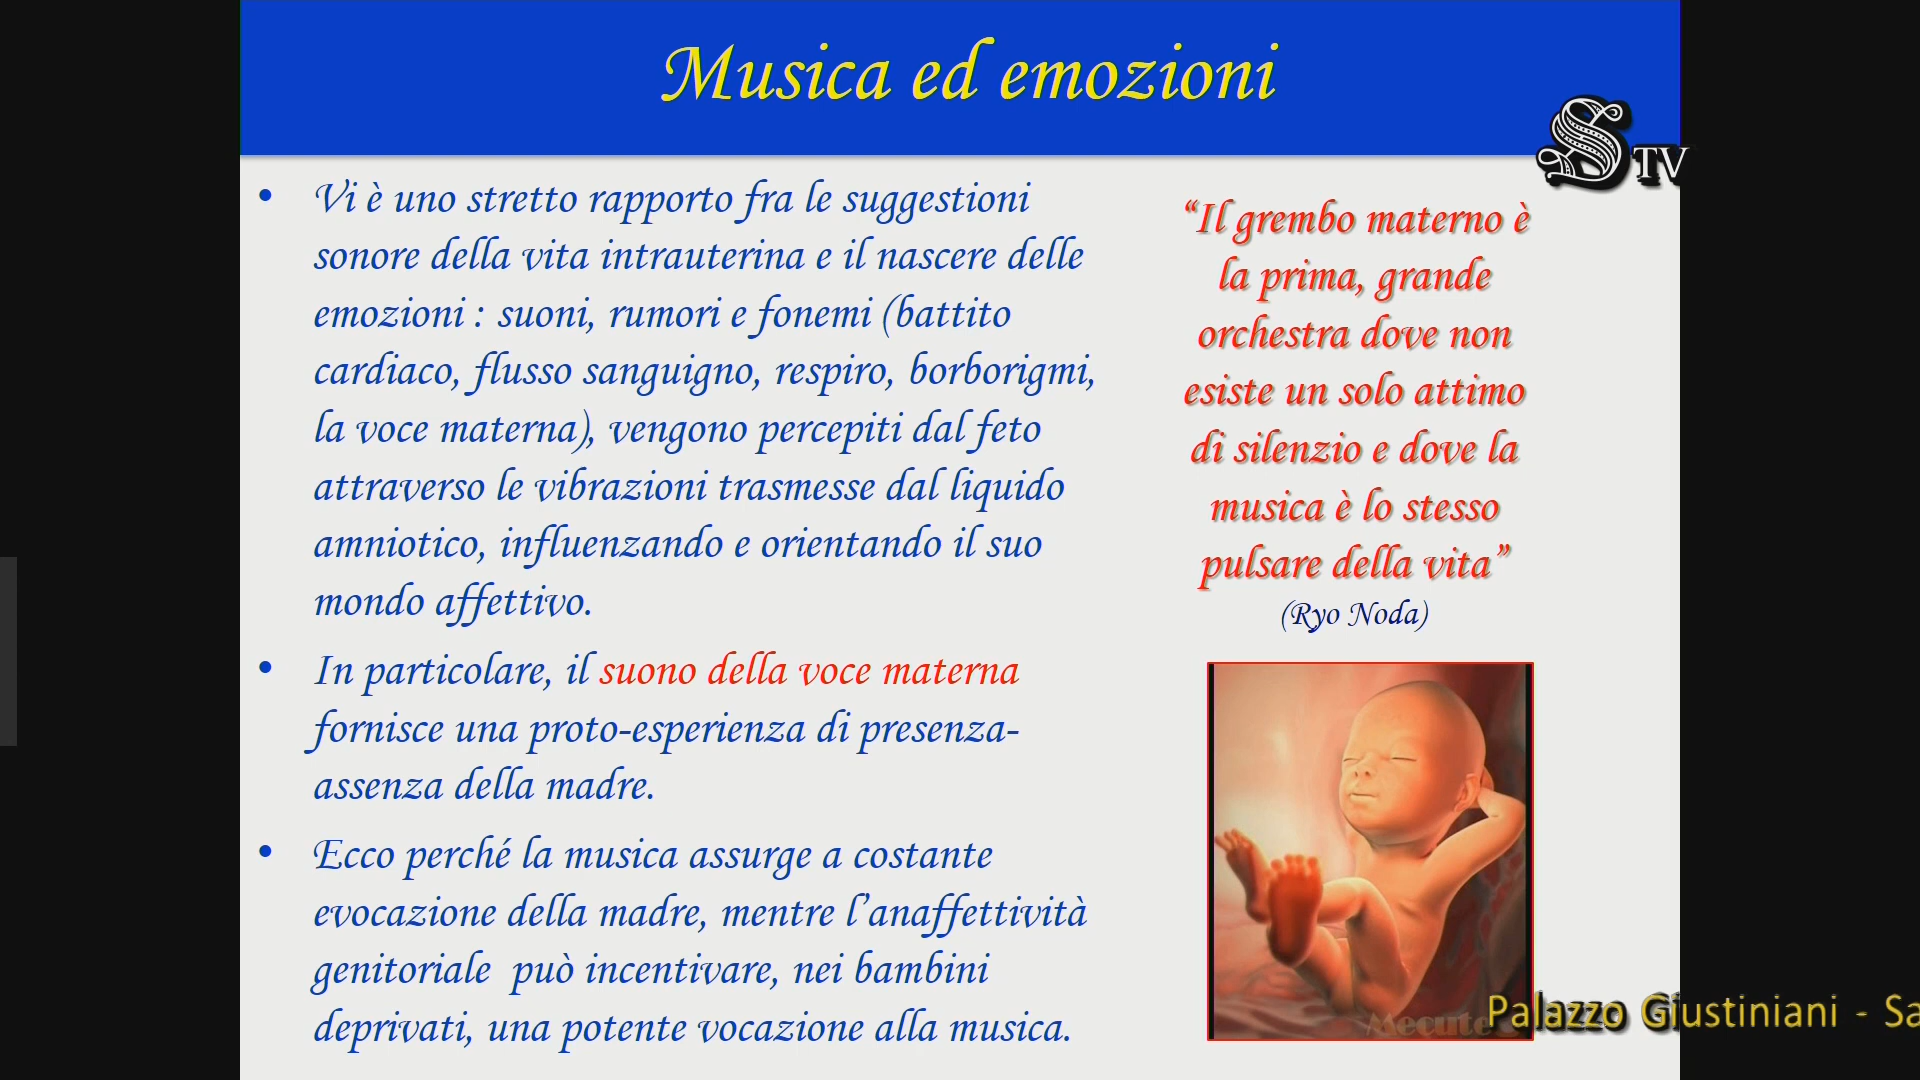 Musica ed emozioni
S TV
• Vi è uno stretto rapporto fra le suggestioni
sonore della vita intrauterina e il nascere delle
emozioni : suoni, rumori e fonemi (battito
cardiaco, flusso sanguigno, respiro, borborigmi,
la voce materna), vengono percepiti dal feto
attraverso le vibrazioni trasmesse dal liquido
amniotico, influenzando e orientando il suo
mondo affettivo.
• In particolare, il suono della voce materna
fornisce una proto-esperienza di presenza-
assenza della madre.
• Ecco perché la musica assurge a costante
evocazione della madre, mentre l’anaffettività
genitoriale può incentivare, nei bambini
deprivati, una potente vocazione alla musica.
“Il grembo materno è
la prima, grande
orchestra dove non
esiste un solo attimo
di silenzio e dove la
musica è lo stesso
pulsare della vita”
(Ryo Noda)
Palazzo Giustiniani - Sa